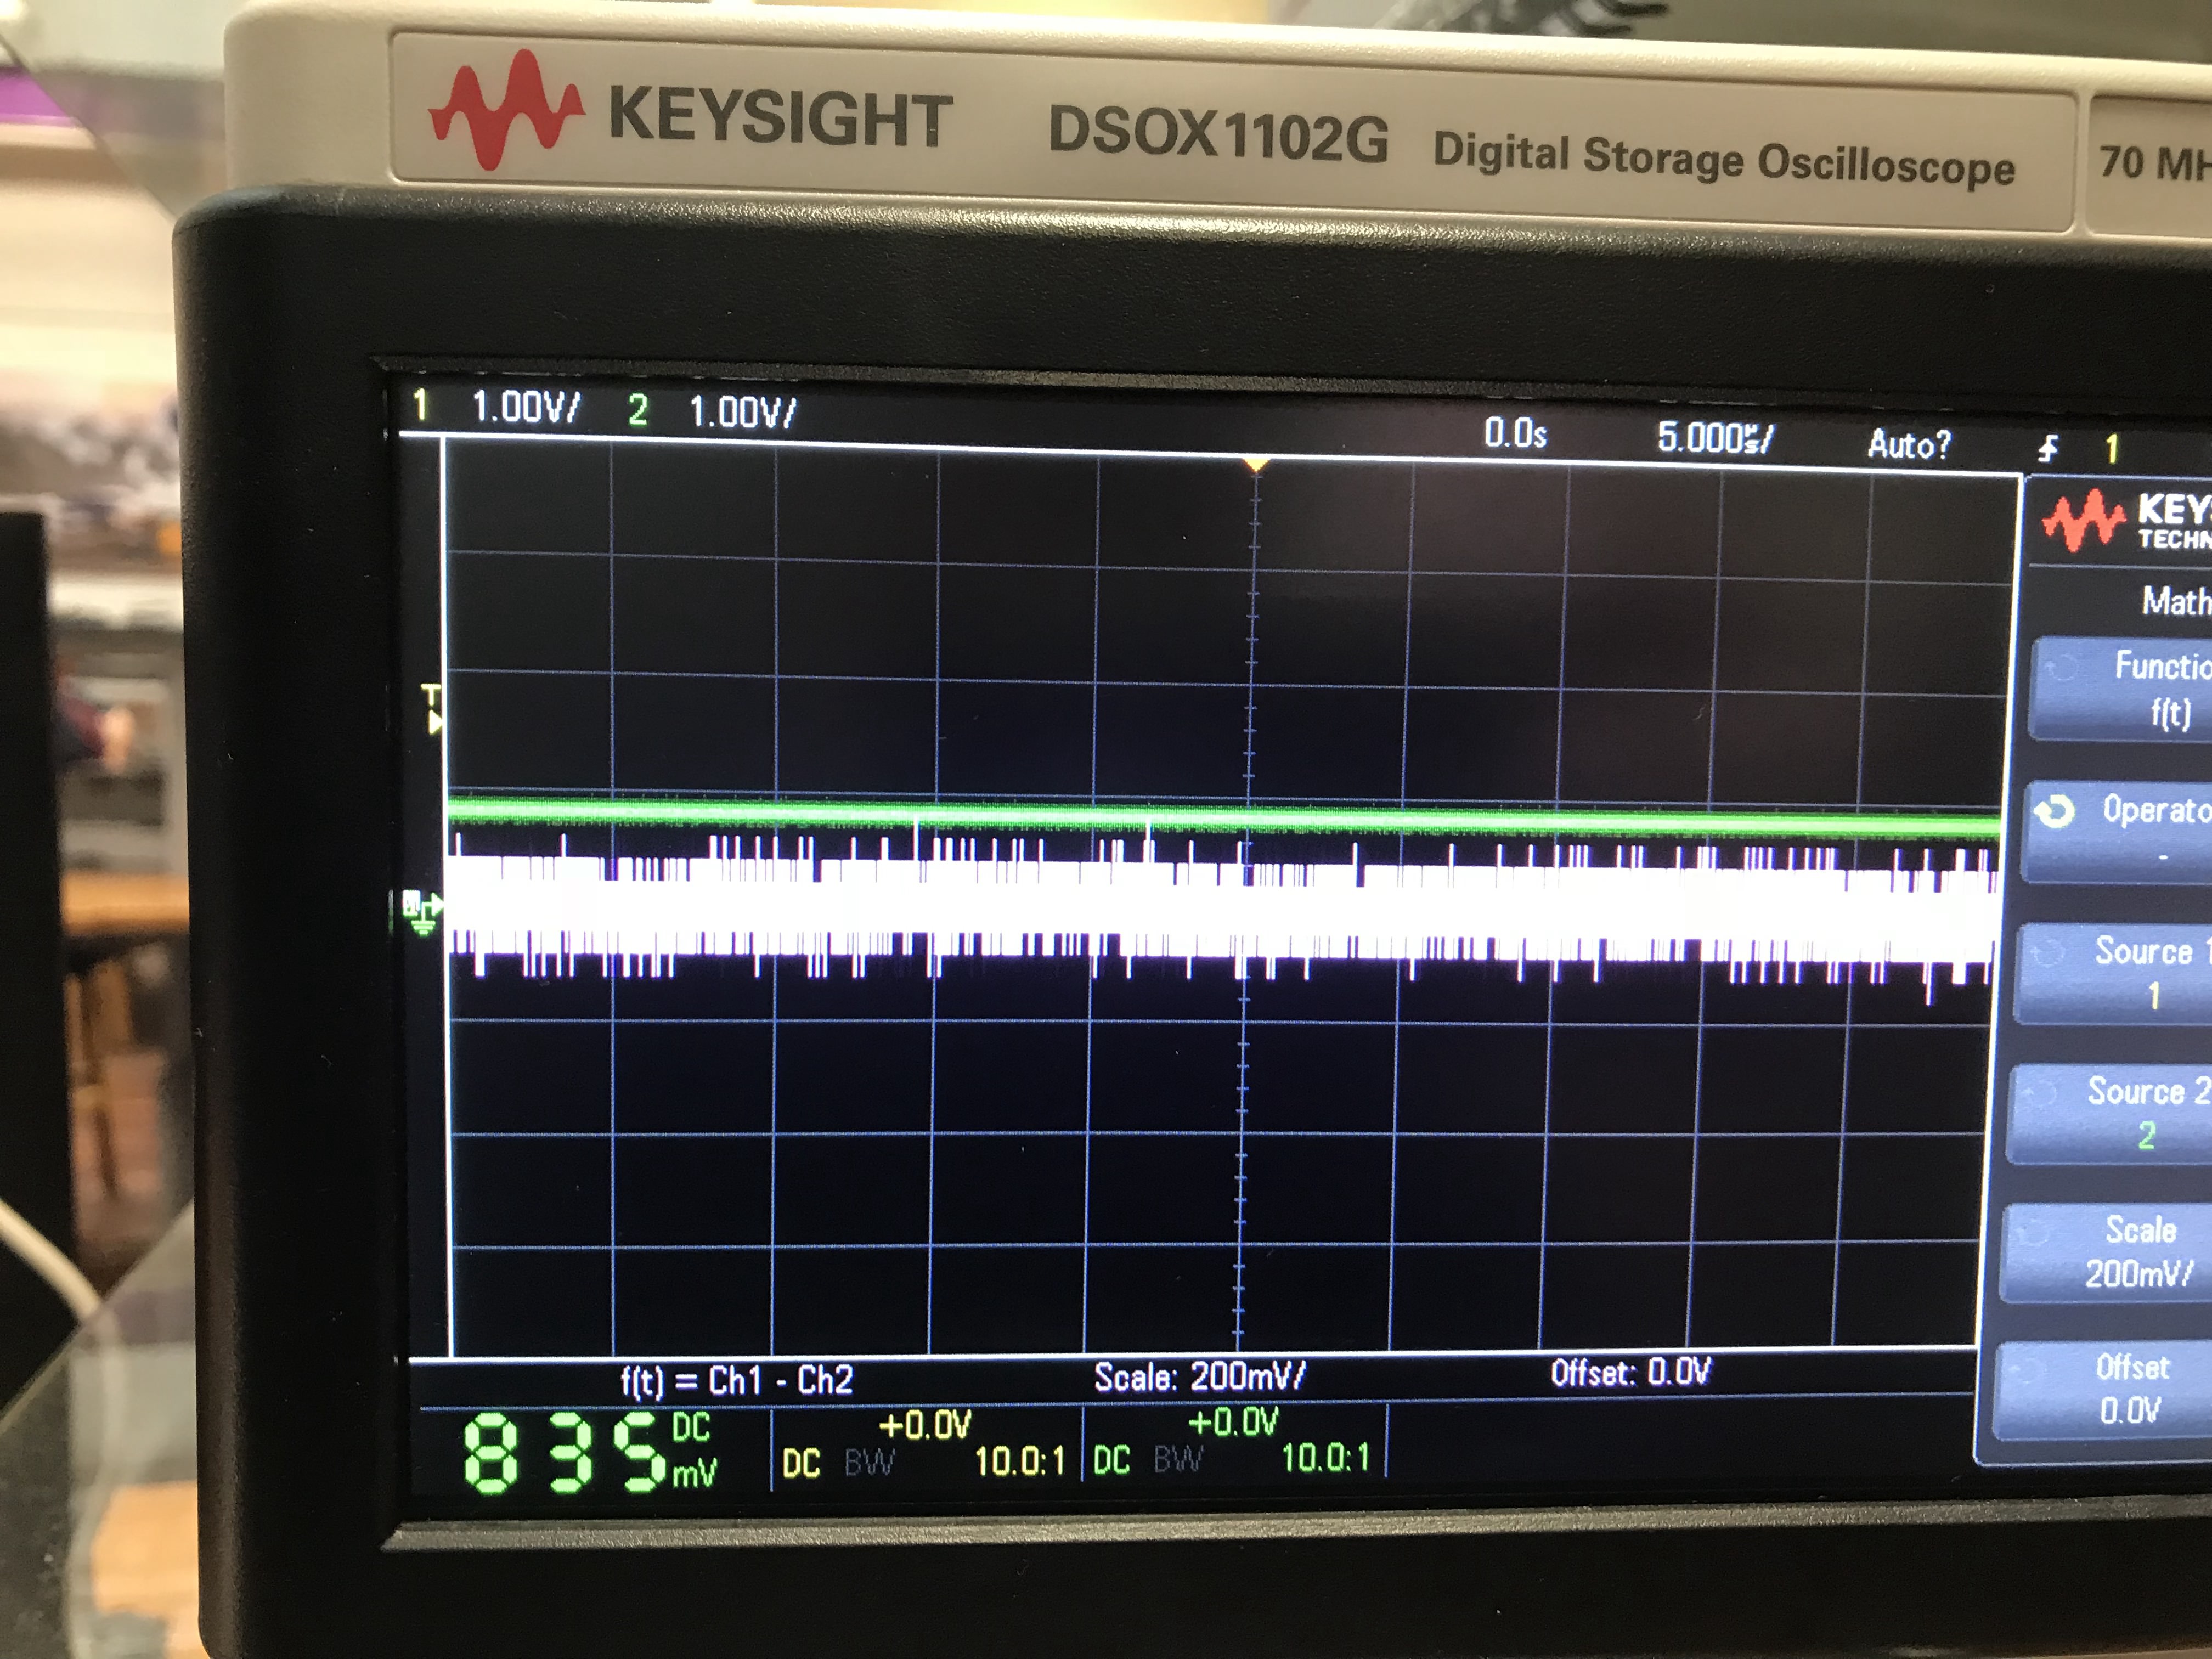 KEYSIGHT DSOX1102G Digital Storage Oscilloscope 70 MH
1 1.00V/ 2 1.00V/ 0.0s 5.000µs/ Auto? 1
KEY
TECHN
Math
Functio
f(t)
T
Operato
-
Source 1
1
Source 2
2
Scale
200mV/
Offset
0.0V
f(t) = Ch1 - Ch2 Scale: 200mV/ Offset: 0.0V
835 DC mV
+0.0V
DC BW 10.0:1
+0.0V
DC BW 10.0:1